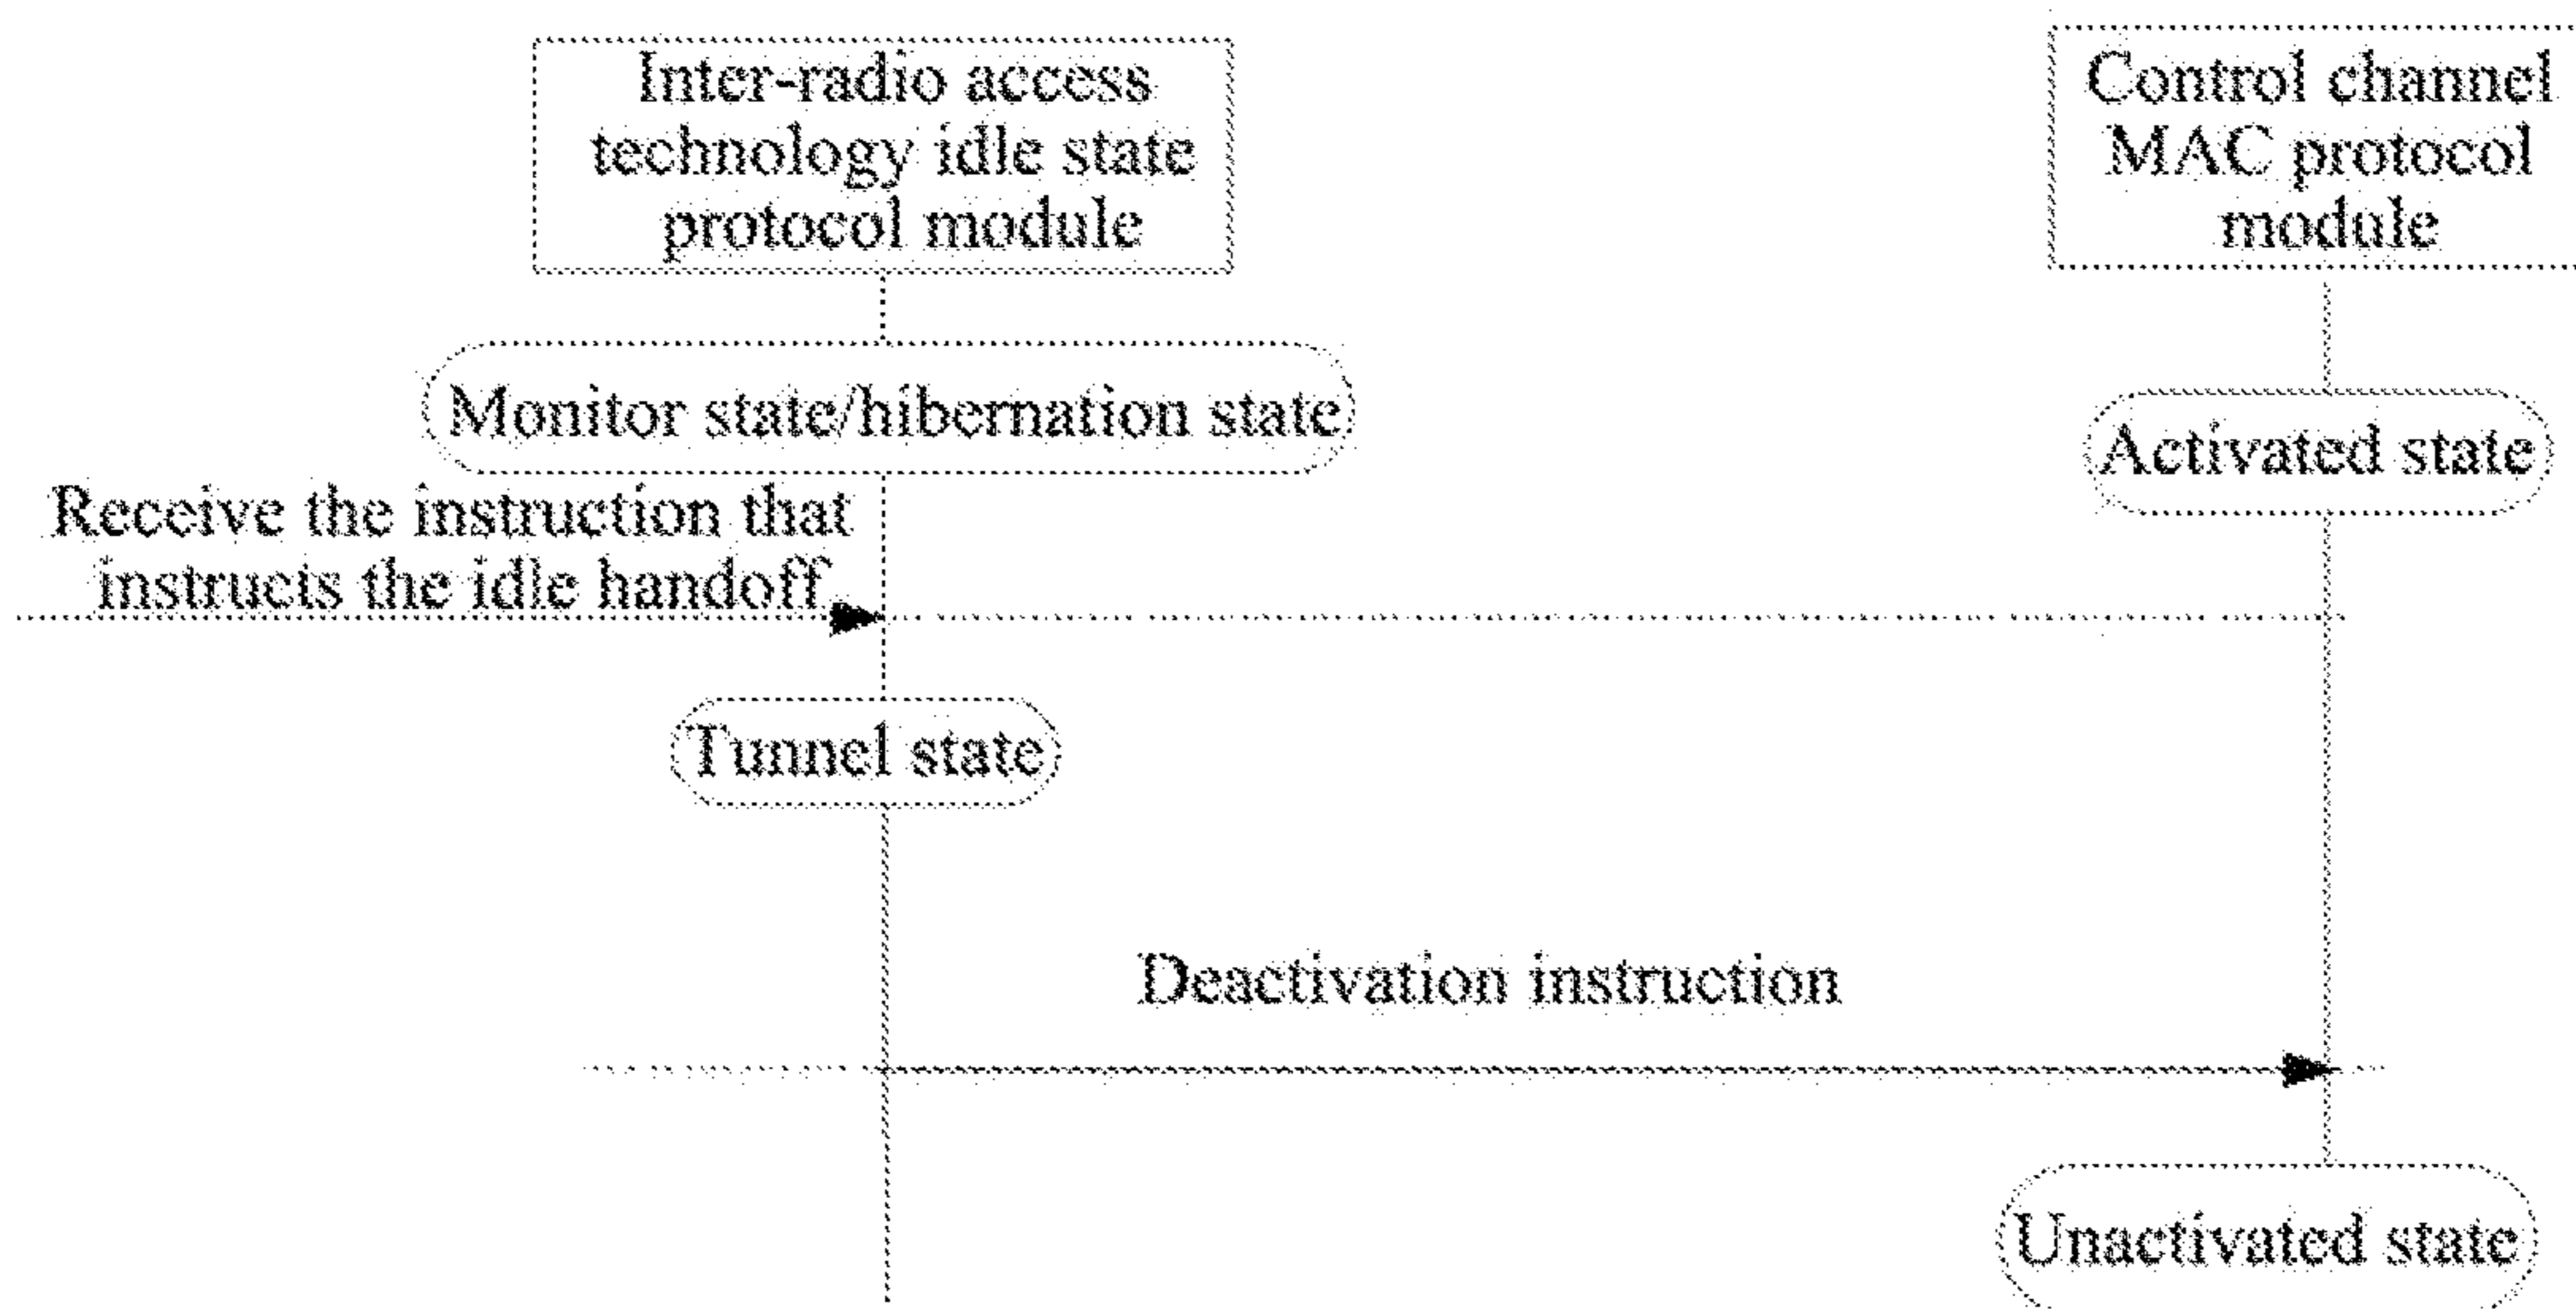 Inter-radio access
technology idle state
protocol module
Control channel
MAC protocol
module
Monitor state/hibernation state
Activated state
Receive the instruction that
instructs the idle handoff
Tunnel state
Deactivation instruction
Unactivated state